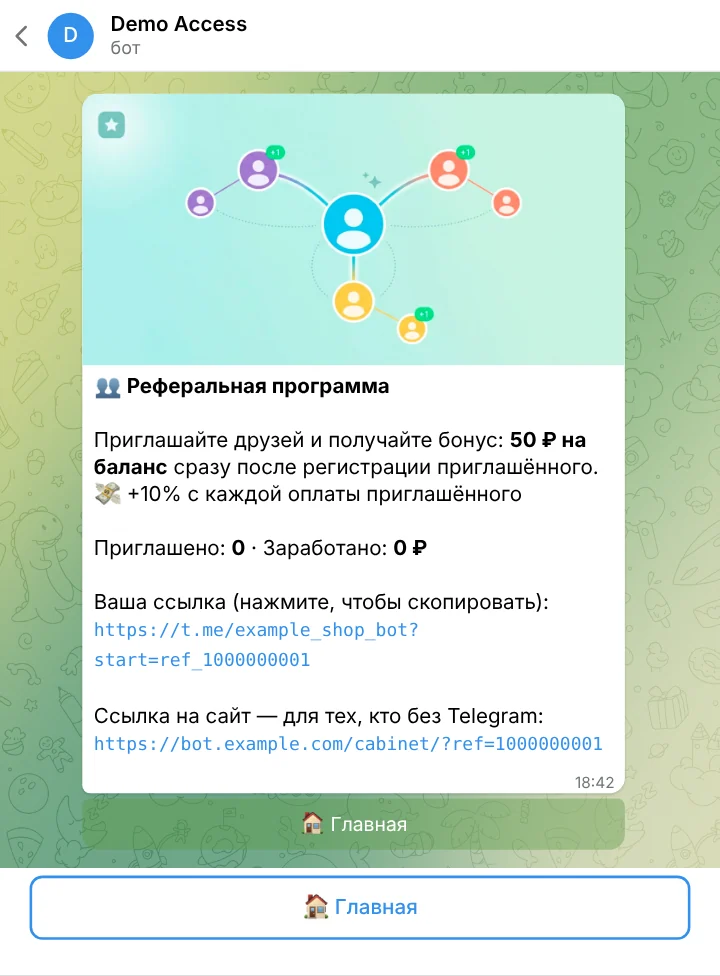 Demo Access
бот
+1
+1
+1
👥 Реферальная программа
Приглашайте друзей и получайте бонус: 50 ₽ на
баланс сразу после регистрации приглашённого.
💸 +10% с каждой оплаты приглашённого
Приглашено: 0 · Заработано: 0 ₽
Ваша ссылка (нажмите, чтобы скопировать):
https://t.me/example_shop_bot?
start=ref_1000000001
Ссылка на сайт — для тех, кто без Telegram:
https://bot.example.com/cabinet/?ref=1000000001
18:42
🏠 Главная
🏠 Главная